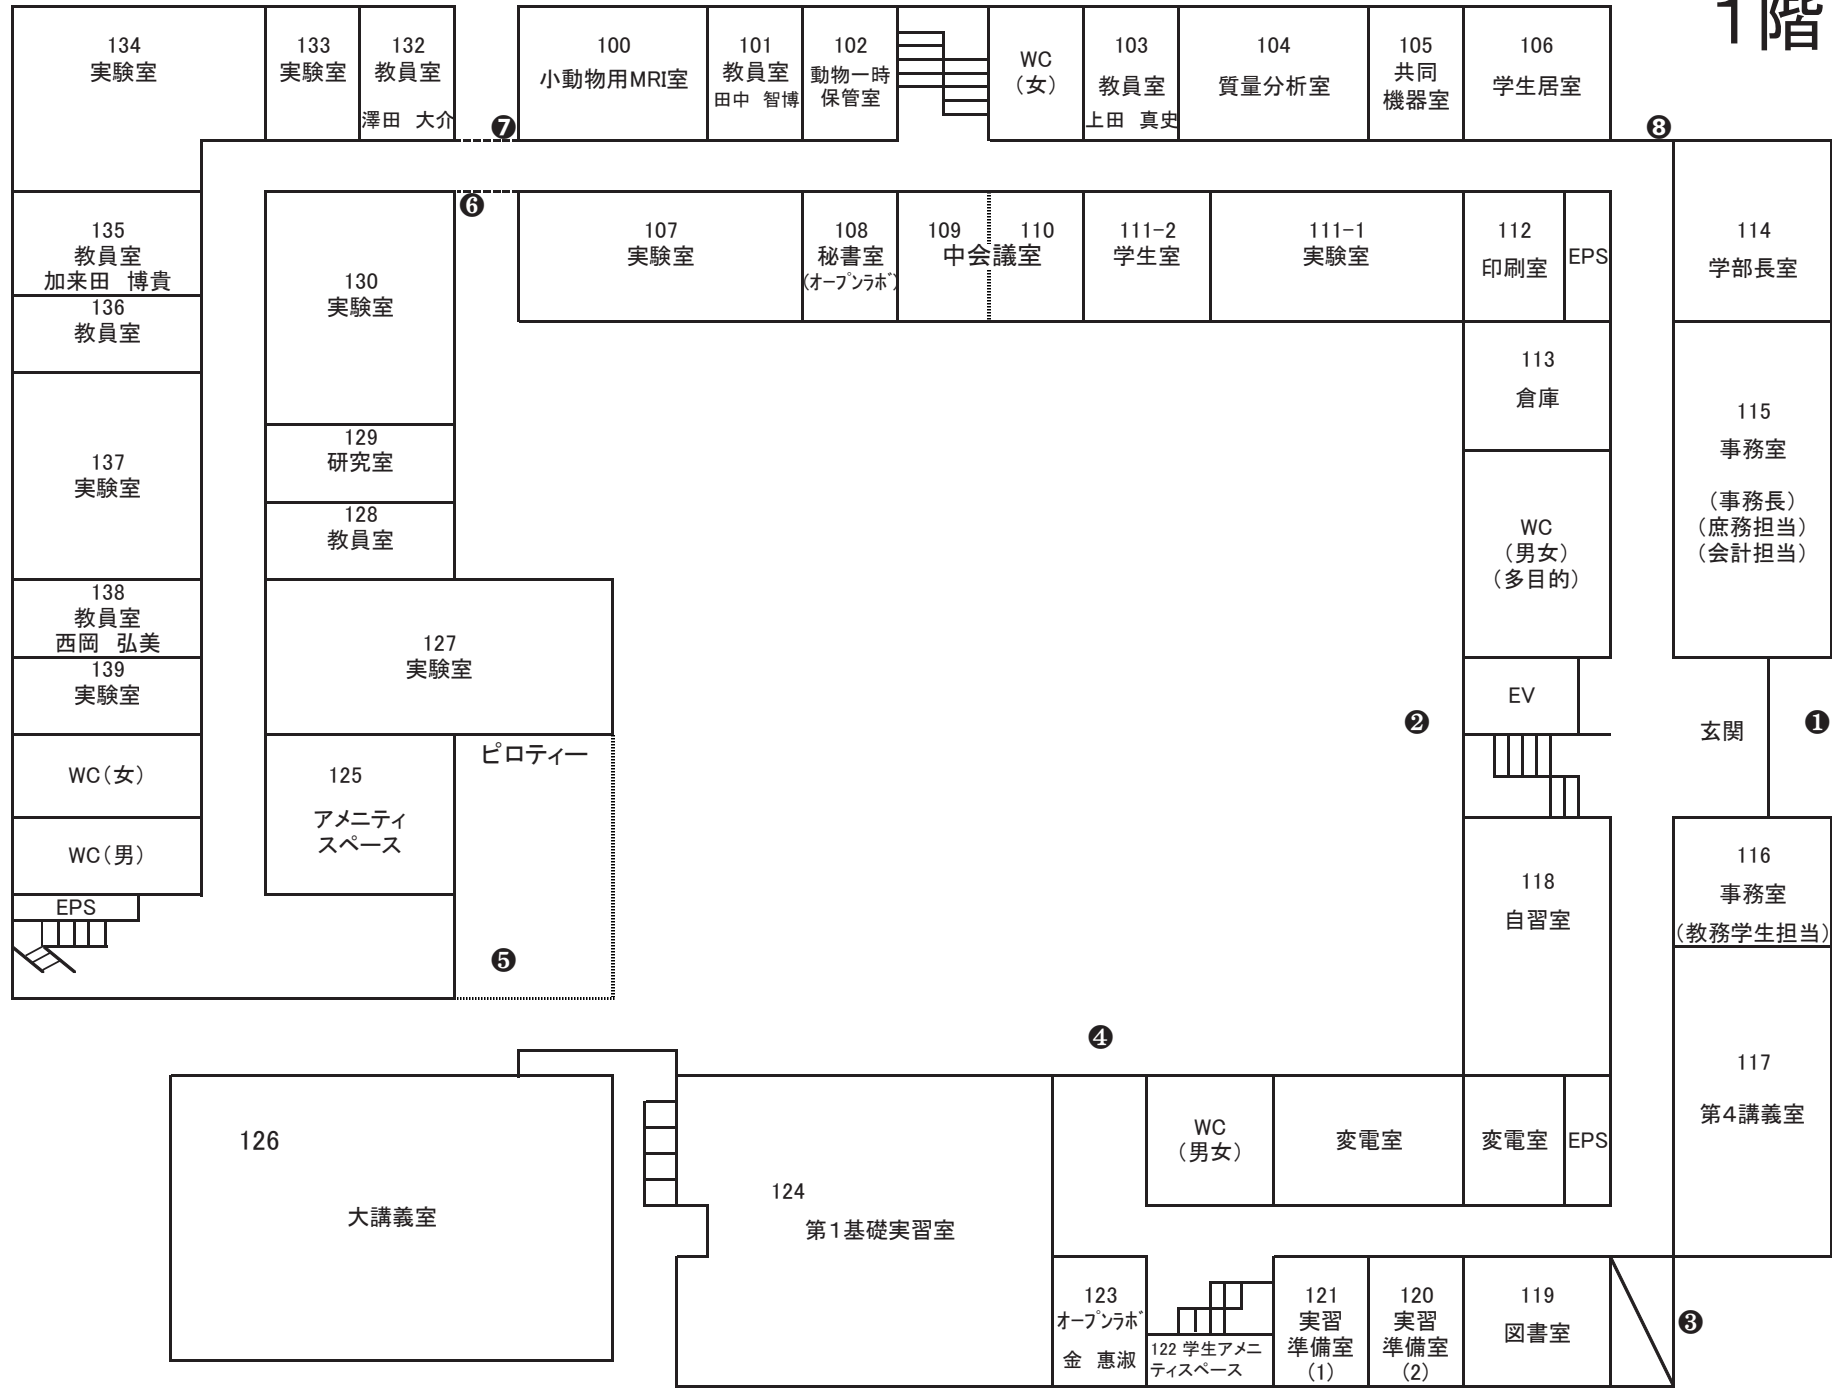 1階
134
実験室
133
実験室
132
教員室
澤田 大介
❼
100
小動物用MRI室
101
教員室
田中 智博
102
動物一時
保管室
WC
（女）
103
教員室
上田 真史
104
質量分析室
105
共同
機器室
106
学生居室
❽
❻
135
教員室
加来田 博貴
136
教員室
137
実験室
138
教員室
西岡 弘美
139
実験室
WC（女）
WC（男）
EPS
130
実験室
129
研究室
128
教員室
127
実験室
125
アメニティ
スペース
ピロティー
❺
107
実験室
108
秘書室
(オープンラボ)
109
110
中会議室
111-2
学生室
111-1
実験室
112
印刷室
EPS
113
倉庫
WC
（男女）
（多目的）
EV
❷
114
学部長室
115
事務室
（事務長）
（庶務担当）
（会計担当）
玄関
❶
118
自習室
116
事務室
（教務学生担当）
117
第4講義室
❹
126
大講義室
124
第１基礎実習室
WC
（男女）
変電室
変電室
EPS
123
オープンラボ
金 惠淑
122 学生アメニ
ティスペース
121
実習
準備室
(1)
120
実習
準備室
(2)
119
図書室
❸